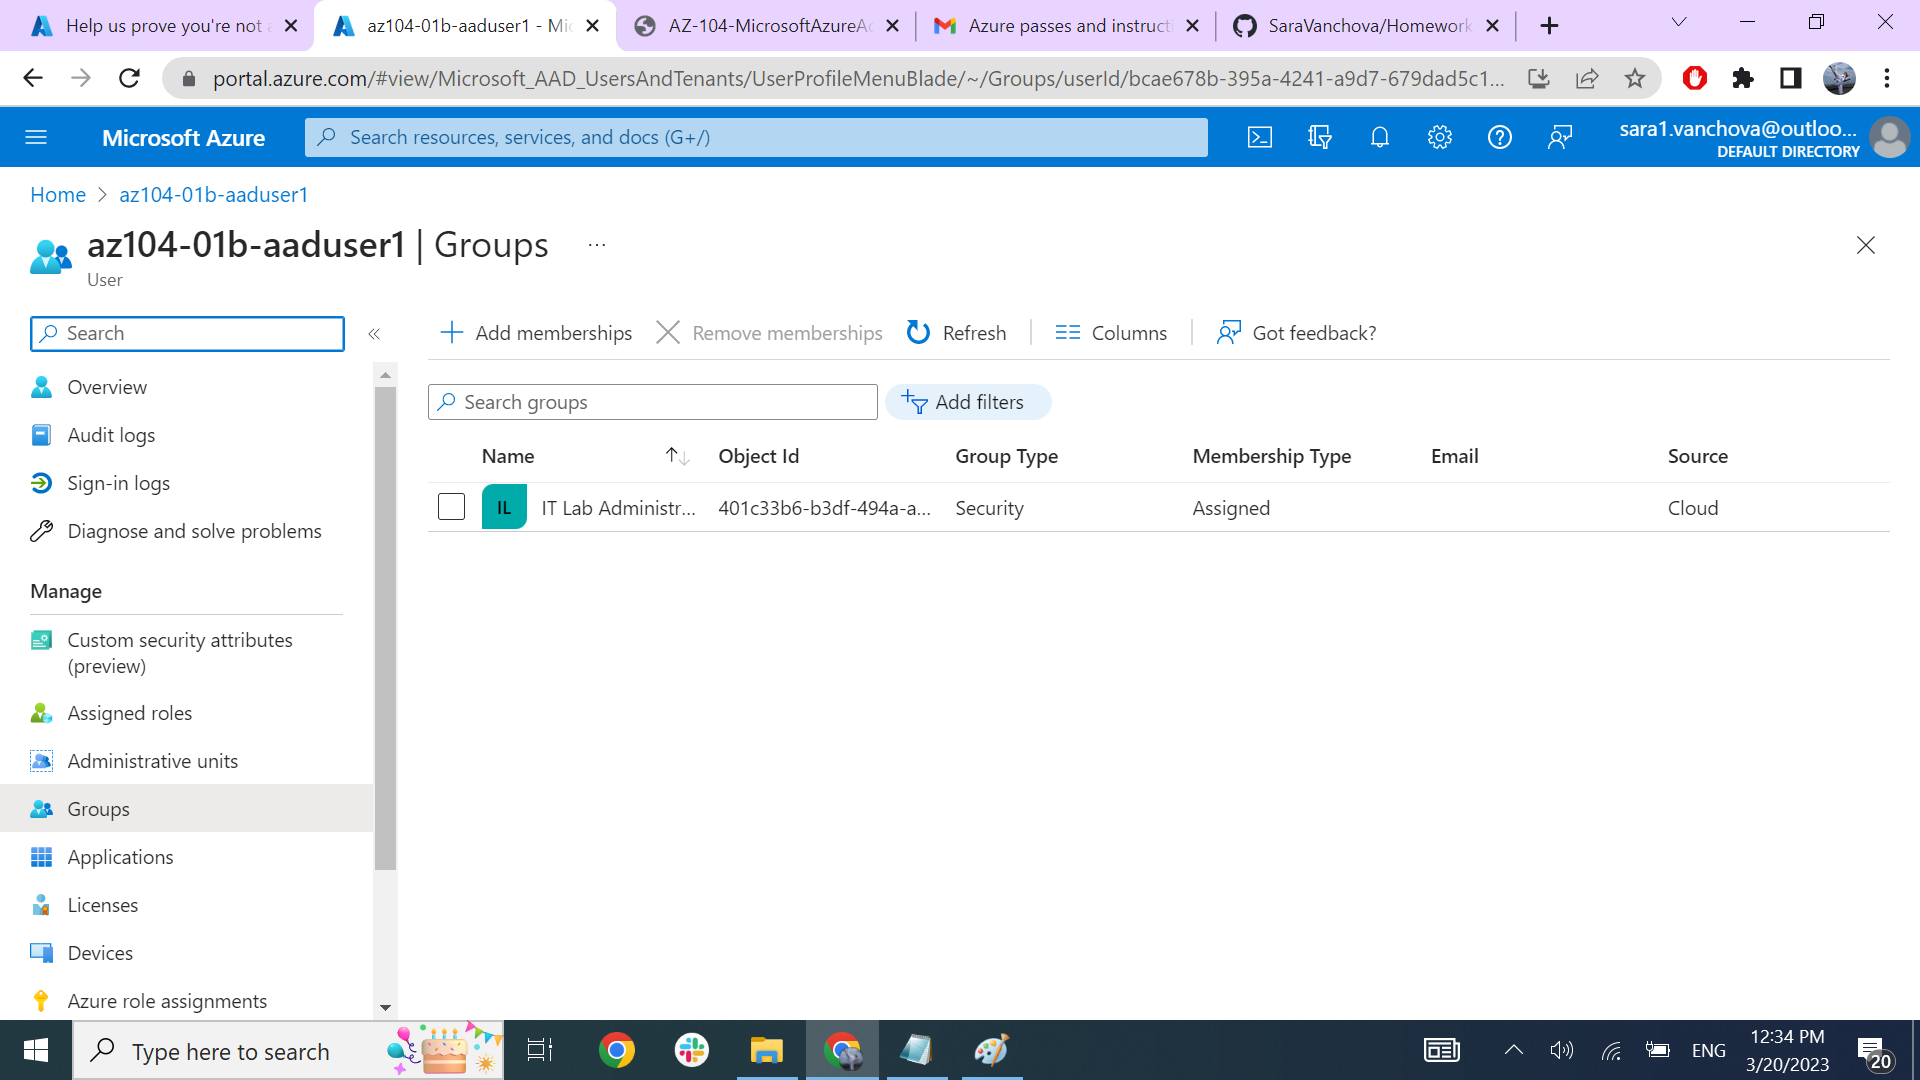 Help us prove you're not a
az104-01b-aaduser1 - Mic
AZ-104-MicrosoftAzureAd
Azure passes and instructi
SaraVanchova/Homework
portal.azure.com/#view/Microsoft_AAD_UsersAndTenants/UserProfileMenuBlade/~/Groups/userId/bcae678b-395a-4241-a9d7-679dad5c1...
Microsoft Azure
Search resources, services, and docs (G+/)
sara1.vanchova@outloo...
DEFAULT DIRECTORY
Home > az104-01b-aaduser1
az104-01b-aaduser1 | Groups ...
User
Search
Add memberships
Remove memberships
Refresh
Columns
Got feedback?
Overview
Audit logs
Sign-in logs
Diagnose and solve problems
Manage
Custom security attributes
(preview)
Assigned roles
Administrative units
Groups
Applications
Licenses
Devices
Azure role assignments
Search groups
Add filters
Name Object Id Group Type Membership Type Email Source
IL IT Lab Administr... 401c33b6-b3df-494a-a... Security Assigned Cloud
Type here to search
ENG
12:34 PM
3/20/2023
20